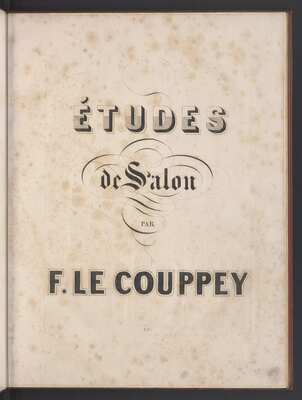 ÉTUDES
de Salon
PAR
F. LE COUPPEY